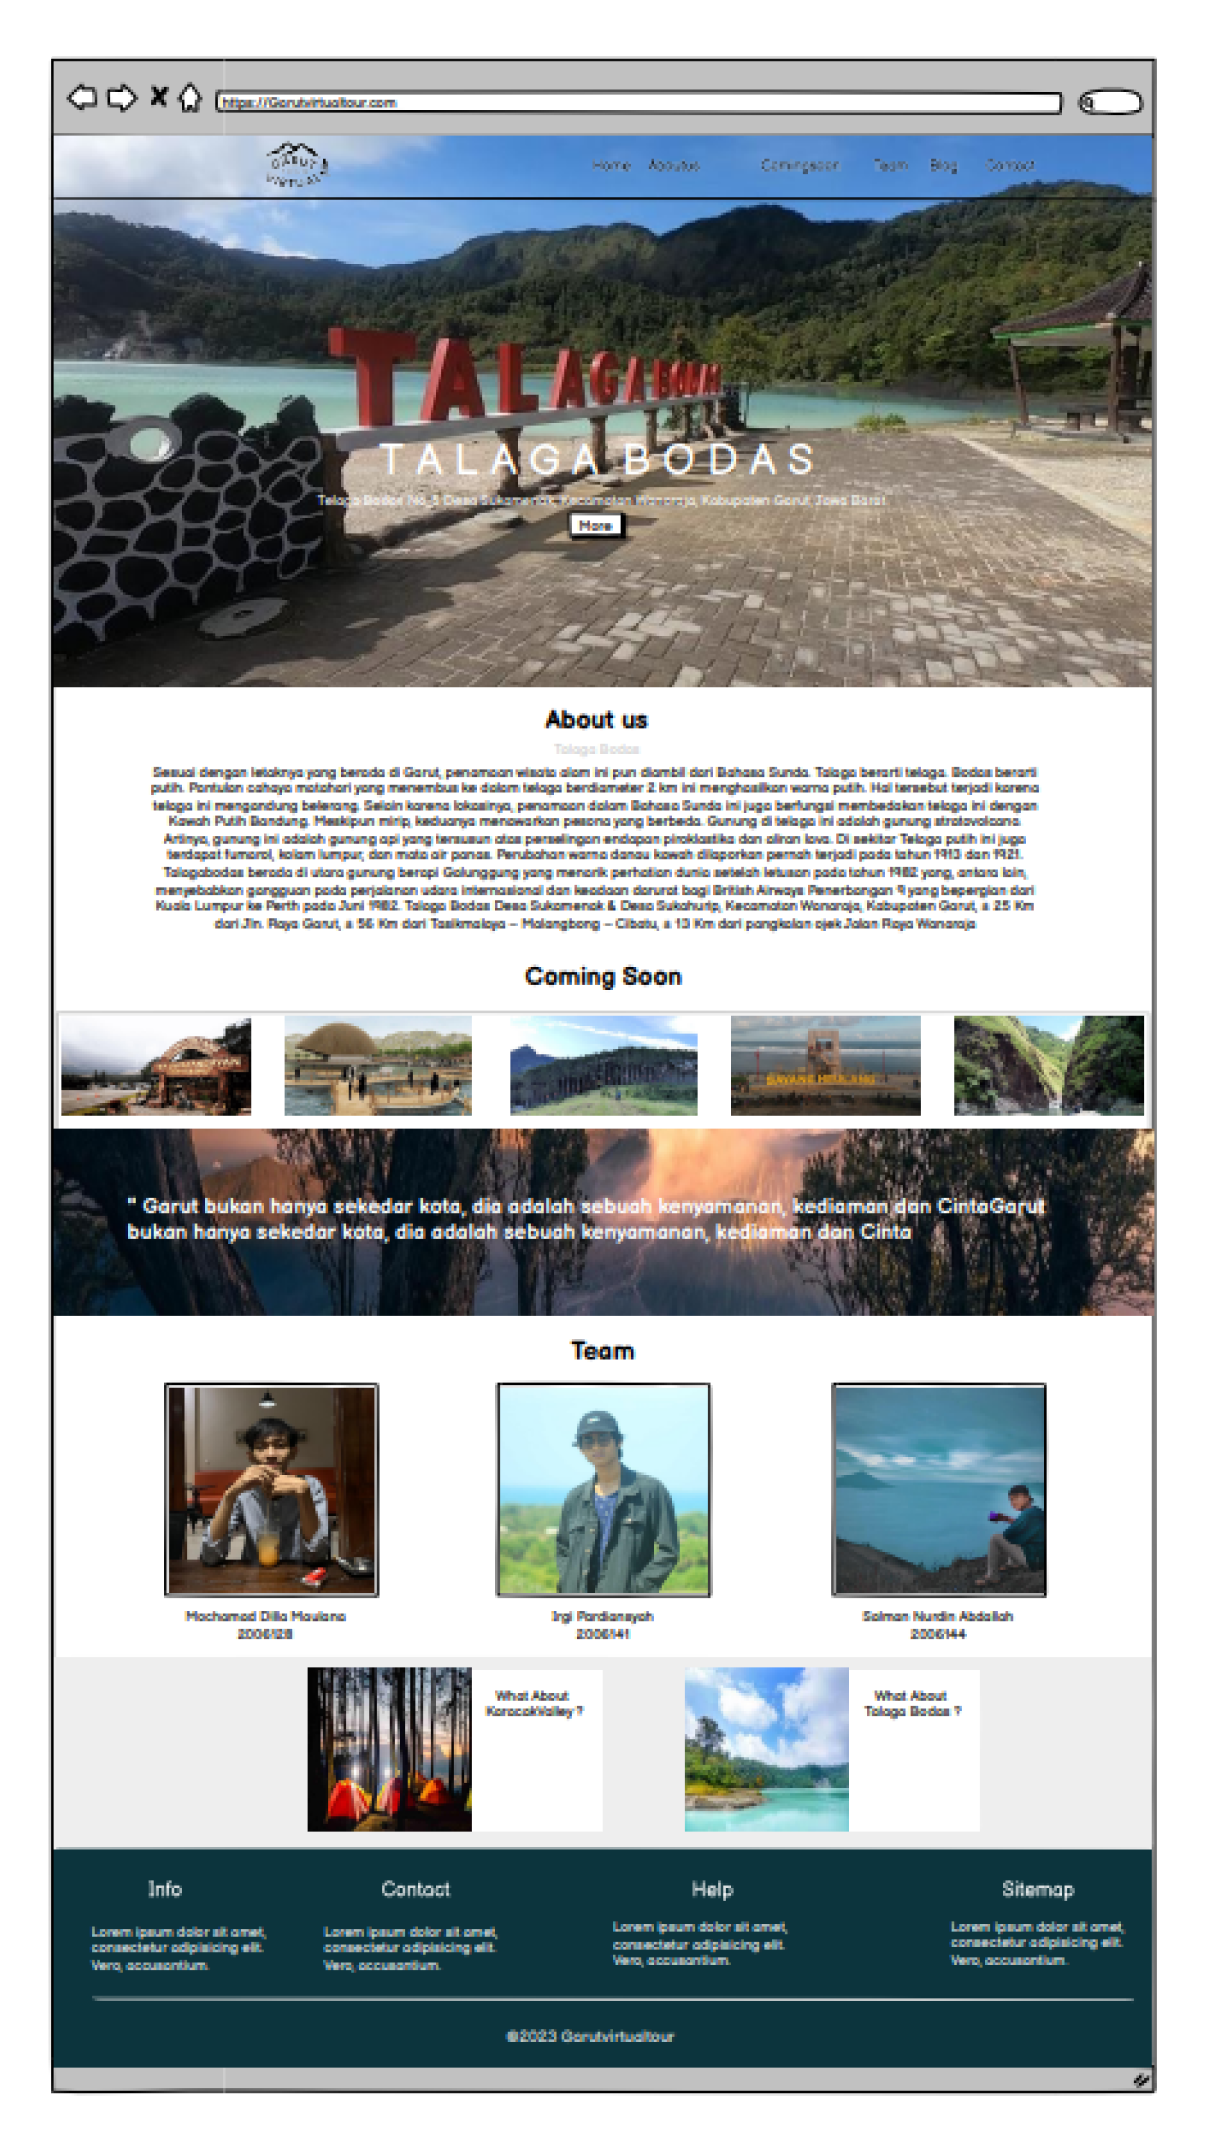 https://Garutvirtualtour.com
GARUT
VIRTUAL
Home Aboutus Comingsoon Team Blog Contact
TALAGA BODAS
TALAGA BODAS
Telaga Bodas No.5 Desa Sukamenak, Kecamatan Wanaraja, Kabupaten Garut, Jawa Barat
More
About us
Talaga Bodas
Sesuai dengan letaknya yang berada di Garut, penamaan wisata alam ini pun diambil dari Bahasa Sunda. Talaga berarti telaga. Bodas berarti
putih. Pantulan cahaya matahari yang menembus ke dalam telaga berdiameter 2 km ini menghasilkan warna putih. Hal tersebut terjadi karena
telaga ini mengandung belerang. Selain karena lokasinya, penamaan dalam Bahasa Sunda ini juga berfungsi membedakan telaga ini dengan
Kawah Putih Bandung. Meskipun mirip, keduanya menawarkan pesona yang berbeda. Gunung di telaga ini adalah gunung stratovolcano.
Artinya, gunung ini adalah gunung api yang tersusun atas perselingan endapan piroklastika dan aliran lava. Di sekitar Telaga putih ini juga
terdapat fumarol, kolam lumpur, dan mata air panas. Perubahan warna danau kawah dilaporkan pernah terjadi pada tahun 1913 dan 1921.
Talagabodas berada di utara gunung berapi Galunggung yang menarik perhatian dunia setelah letusan pada tahun 1982 yang, antara lain,
menyebabkan gangguan pada perjalanan udara internasional dan keadaan darurat bagi British Airways Penerbangan 9 yang bepergian dari
Kuala Lumpur ke Perth pada Juni 1982. Talaga Bodas Desa Sukamenak & Desa Sukahurip, Kecamatan Wanaraja, Kabupaten Garut, ± 25 Km
dari Jln. Raya Garut, ± 56 Km dari Tasikmalaya – Malangbong – Cibatu, ± 13 Km dari pangkalan ojek Jalan Raya Wanaraja
Coming Soon
SAYANG HEULANG
" Garut bukan hanya sekedar kota, dia adalah sebuah kenyamanan, kediaman dan CintaGarut
bukan hanya sekedar kota, dia adalah sebuah kenyamanan, kediaman dan Cinta
Team
Mochamad Dilla Maulana
2006128
Irgi Pardiansyah
2006141
Salman Nurdin Abdallah
2006144
What About
KaracakValley ?
What About
Talaga Bodas ?
Info
Lorem ipsum dolor sit amet,
consectetur adipisicing elit.
Vero, accusantium.
Contact
Lorem ipsum dolor sit amet,
consectetur adipisicing elit.
Vero, accusantium.
Help
Lorem ipsum dolor sit amet,
consectetur adipisicing elit.
Vero, accusantium.
Sitemap
Lorem ipsum dolor sit amet,
consectetur adipisicing elit.
Vero, accusantium.
©2023 Garutvirtualtour